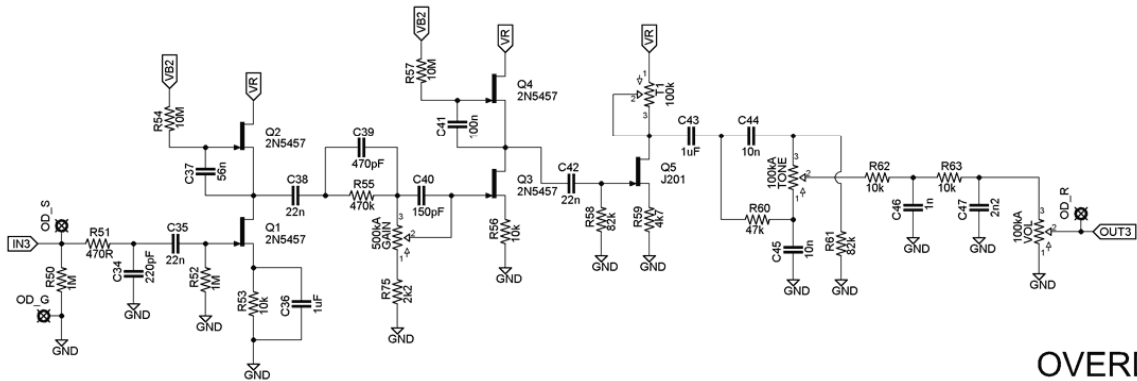 VB2
VR
R54
10M
Q2
2N5457
C37
56n
OD_S
IN3
R51
470R
C34
220pF
C35
22n
R50
1M
OD_G
GND
GND
R52
1M
GND
Q1
2N5457
R53
10k
C36
1uF
GND
C38
22n
C39
470pF
R55
470k
500kA
GAIN
3
2
1
R75
2k2
GND
C40
150pF
VB2
VR
R57
10M
Q4
2N5457
C41
100n
Q3
2N5457
R56
10k
GND
C42
22n
R58
82k
GND
VR
1
2
3
T1
100k
Q5
J201
R59
4k7
GND
C43
1uF
C44
10n
R60
47k
100kA
TONE
3
2
1
C45
10n
GND
R61
82k
GND
R62
10k
C46
1n
GND
R63
10k
C47
2n2
GND
100kA
VOL
3
2
1
GND
OD_R
OUT3